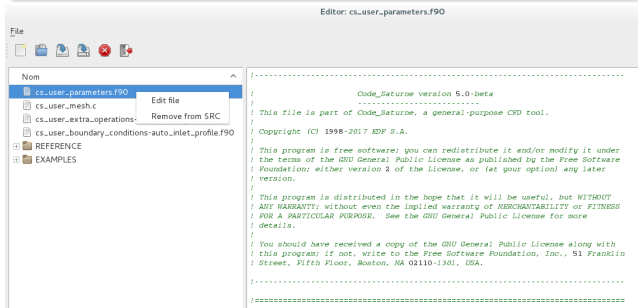 Editor: cs_user_parameters.f90
File
Nom
cs_user_parameters.f90
Edit file
cs_user_mesh.c
Remove from SRC
cs_user_extra_operations-
cs_user_boundary_conditions-auto_inlet_profile.f90
REFERENCE
EXAMPLES
!-------------------------------------------------------------------------------
! Code_Saturne version 5.0-beta
! --------------------------
! This file is part of Code_Saturne, a general-purpose CFD tool.
!
! Copyright (C) 1998-2017 EDF S.A.
!
! This program is free software; you can redistribute it and/or modify it under
! the terms of the GNU General Public License as published by the Free Software
! Foundation; either version 2 of the License, or (at your option) any later
! version.
!
! This program is distributed in the hope that it will be useful, but WITHOUT
! ANY WARRANTY; without even the implied warranty of MERCHANTABILITY or FITNESS
! FOR A PARTICULAR PURPOSE. See the GNU General Public License for more
! details.
!
! You should have received a copy of the GNU General Public License along with
! this program; if not, write to the Free Software Foundation, Inc., 51 Franklin
! Street, Fifth Floor, Boston, MA 02110-1301, USA.
!-------------------------------------------------------------------------------
!===============================================================================